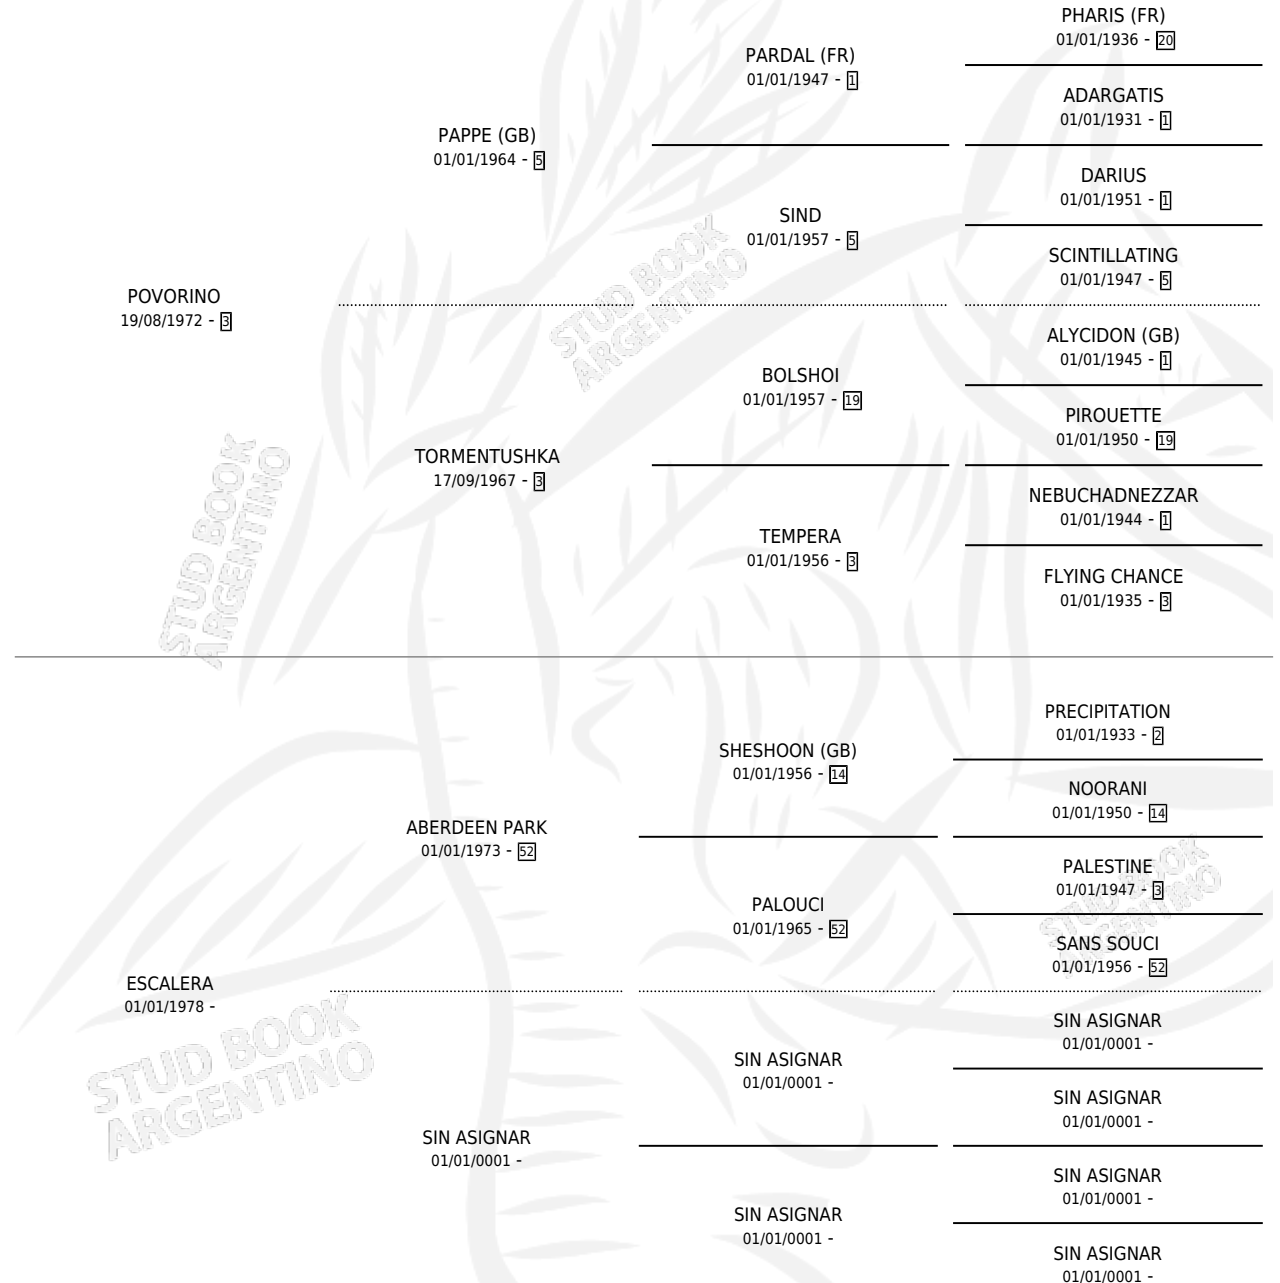 PHARIS (FR)
01/01/1936 - 20
PARDAL (FR)
01/01/1947 - 1
ADARGATIS
01/01/1931 - 1
PAPPE (GB)
01/01/1964 - 5
DARIUS
01/01/1951 - 1
SIND
01/01/1957 - 5
SCINTILLATING
01/01/1947 - 5
POVORINO
19/08/1972 - 3
ALYCIDON (GB)
01/01/1945 - 1
BOLSHOI
01/01/1957 - 19
PIROUETTE
01/01/1950 - 19
TORMENTUSHKA
17/09/1967 - 3
NEBUCHADNEZZAR
01/01/1944 - 1
TEMPERA
01/01/1956 - 3
FLYING CHANCE
01/01/1935 - 3
STUD BOOK
ARGENTINO
STUD BOOK
ARGENTINO
PRECIPITATION
01/01/1933 - 2
SHESHOON (GB)
01/01/1956 - 14
NOORANI
01/01/1950 - 14
ABERDEEN PARK
01/01/1973 - 52
PALESTINE
01/01/1947 - 3
PALOUCI
01/01/1965 - 52
SANS SOUCI
01/01/1956 - 52
STUD BOOK
ARGENTINO
ESCALERA
01/01/1978 -
SIN ASIGNAR
01/01/0001 -
SIN ASIGNAR
01/01/0001 -
SIN ASIGNAR
01/01/0001 -
SIN ASIGNAR
01/01/0001 -
SIN ASIGNAR
01/01/0001 -
SIN ASIGNAR
01/01/0001 -
SIN ASIGNAR
01/01/0001 -
STUD BOOK
ARGENTINO